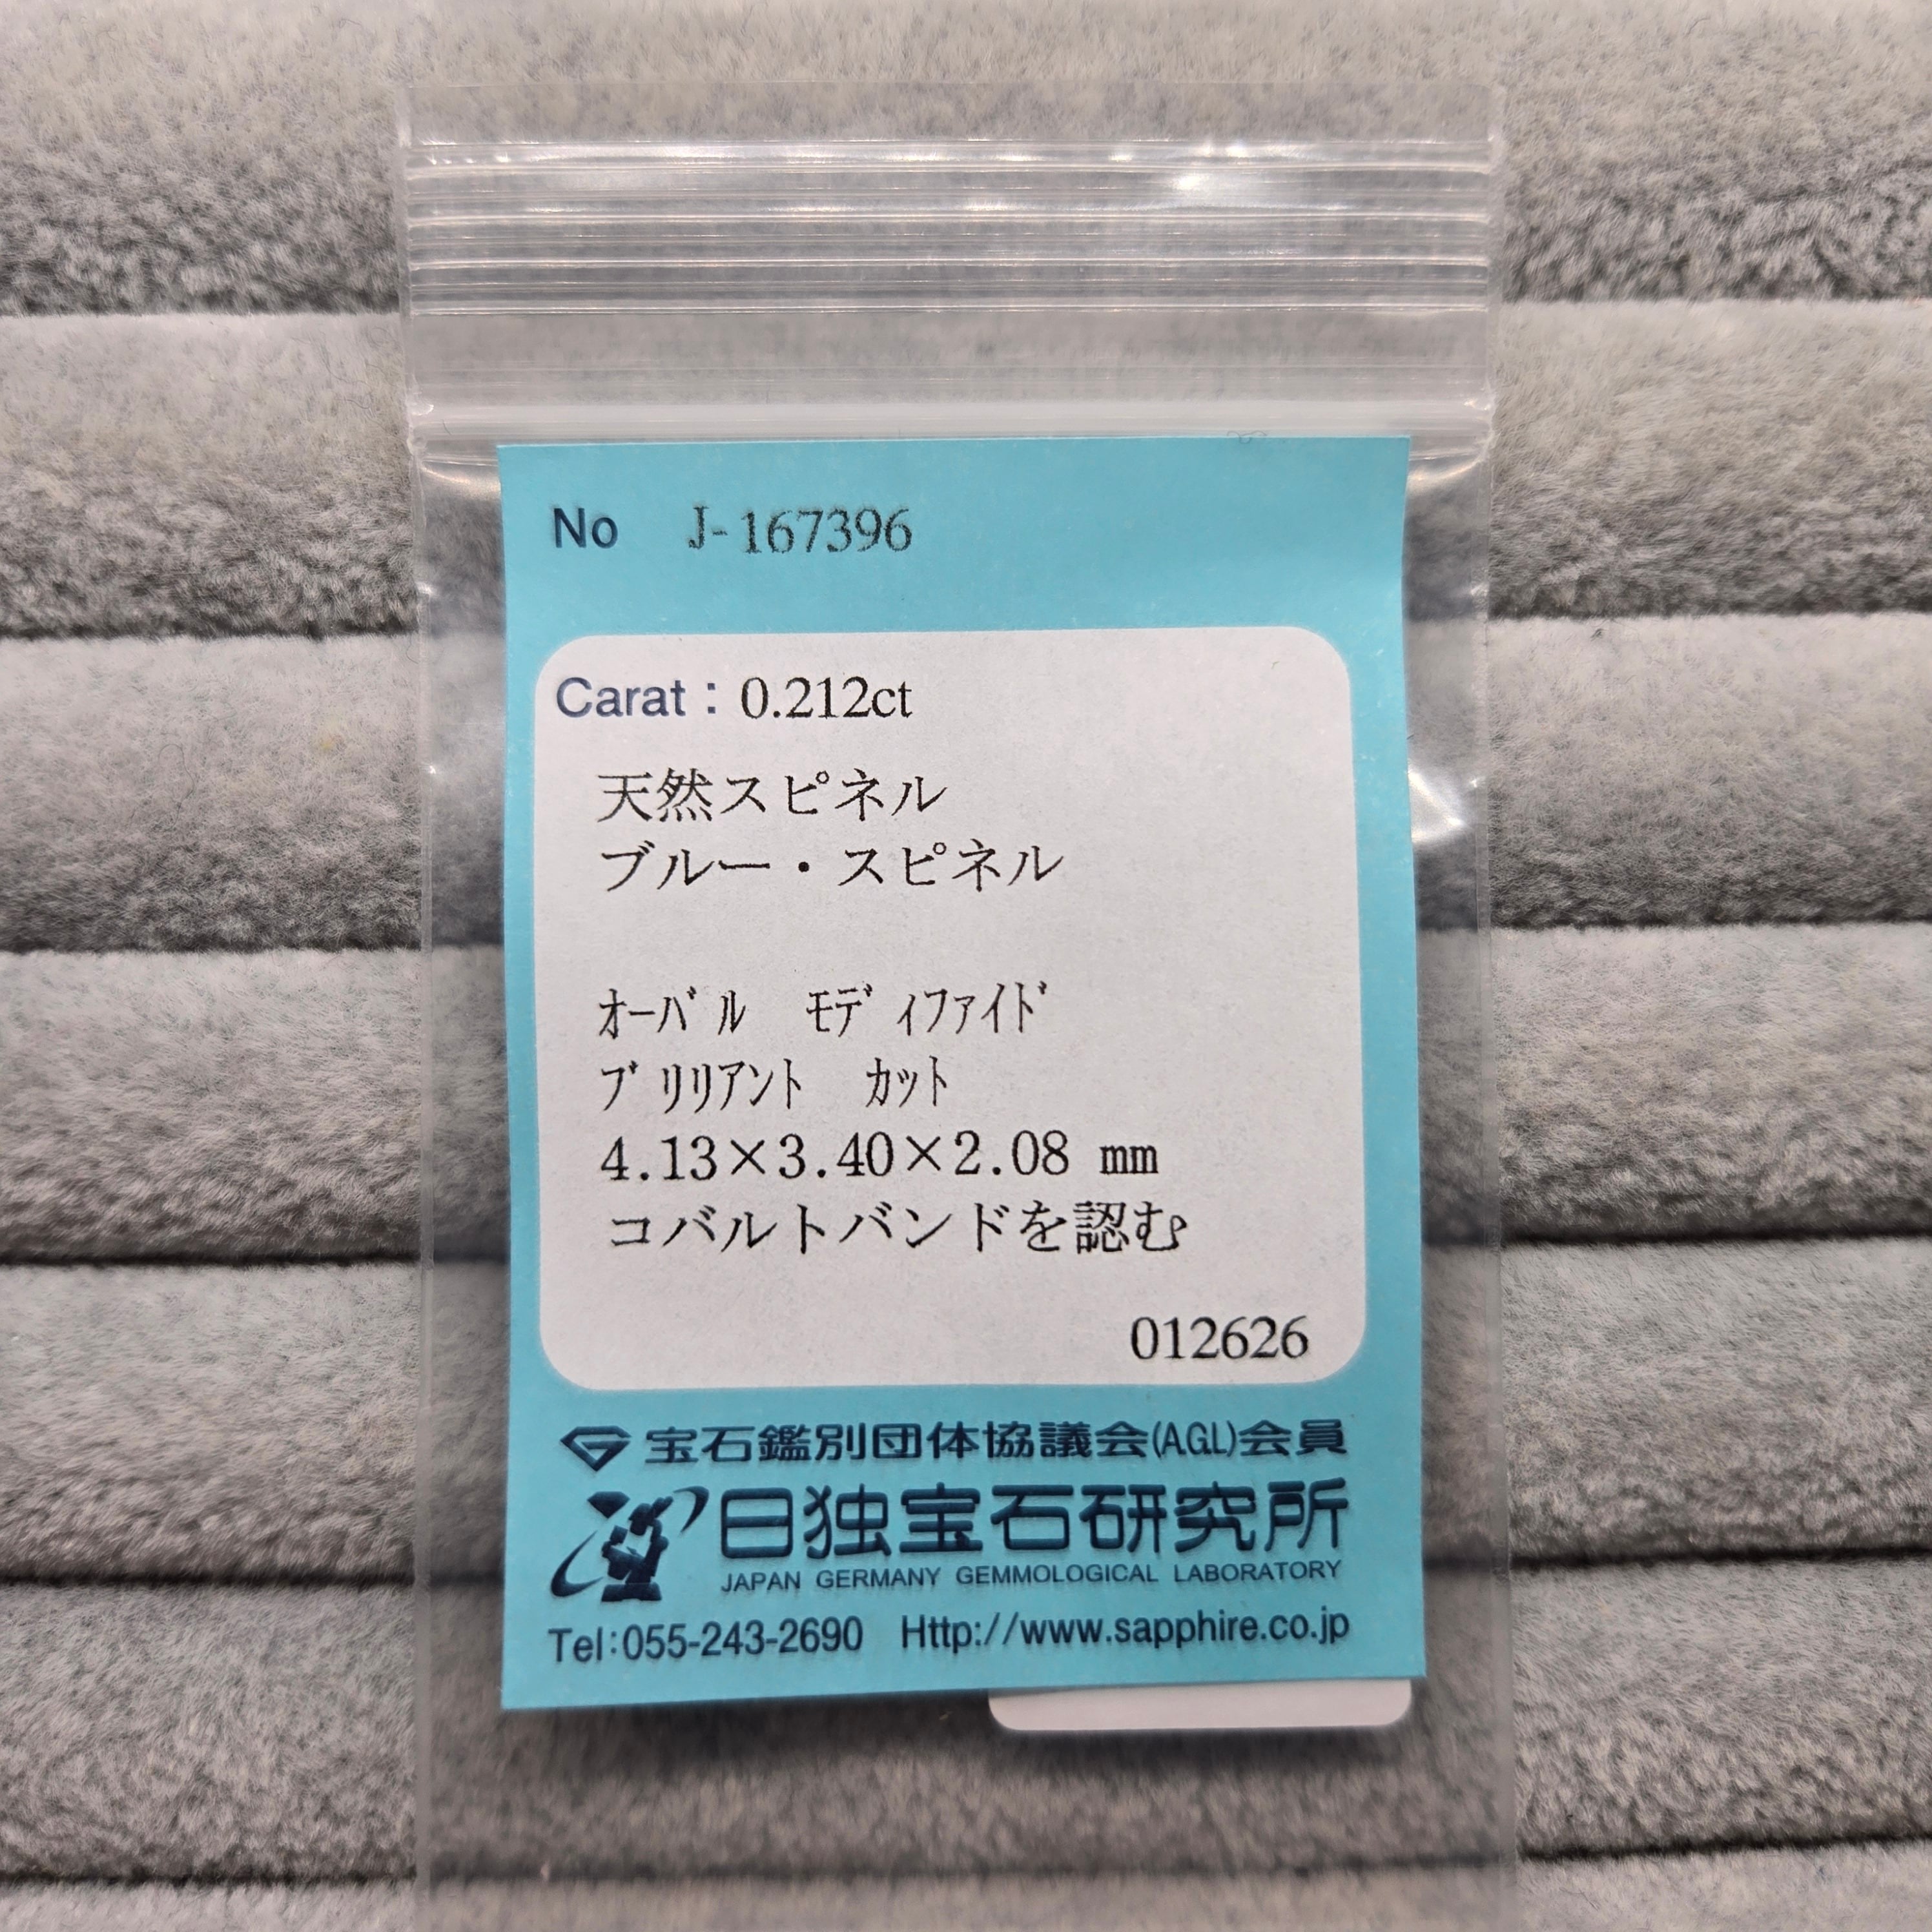 No J-167396
Carat：0.212ct
天然スピネル
ブルー・スピネル
ｵｰﾊﾞﾙ ﾓﾃﾞｨﾌｧｲﾄﾞ
ﾌﾞﾘﾘｱﾝﾄ ｶｯﾄ
4.13×3.40×2.08 mm
コバルトバンドを認む
012626
宝石鑑別団体協議会(AGL)会員
日独宝石研究所
JAPAN GERMANY GEMMOLOGICAL LABORATORY
Tel:055-243-2690 Http://www.sapphire.co.jp